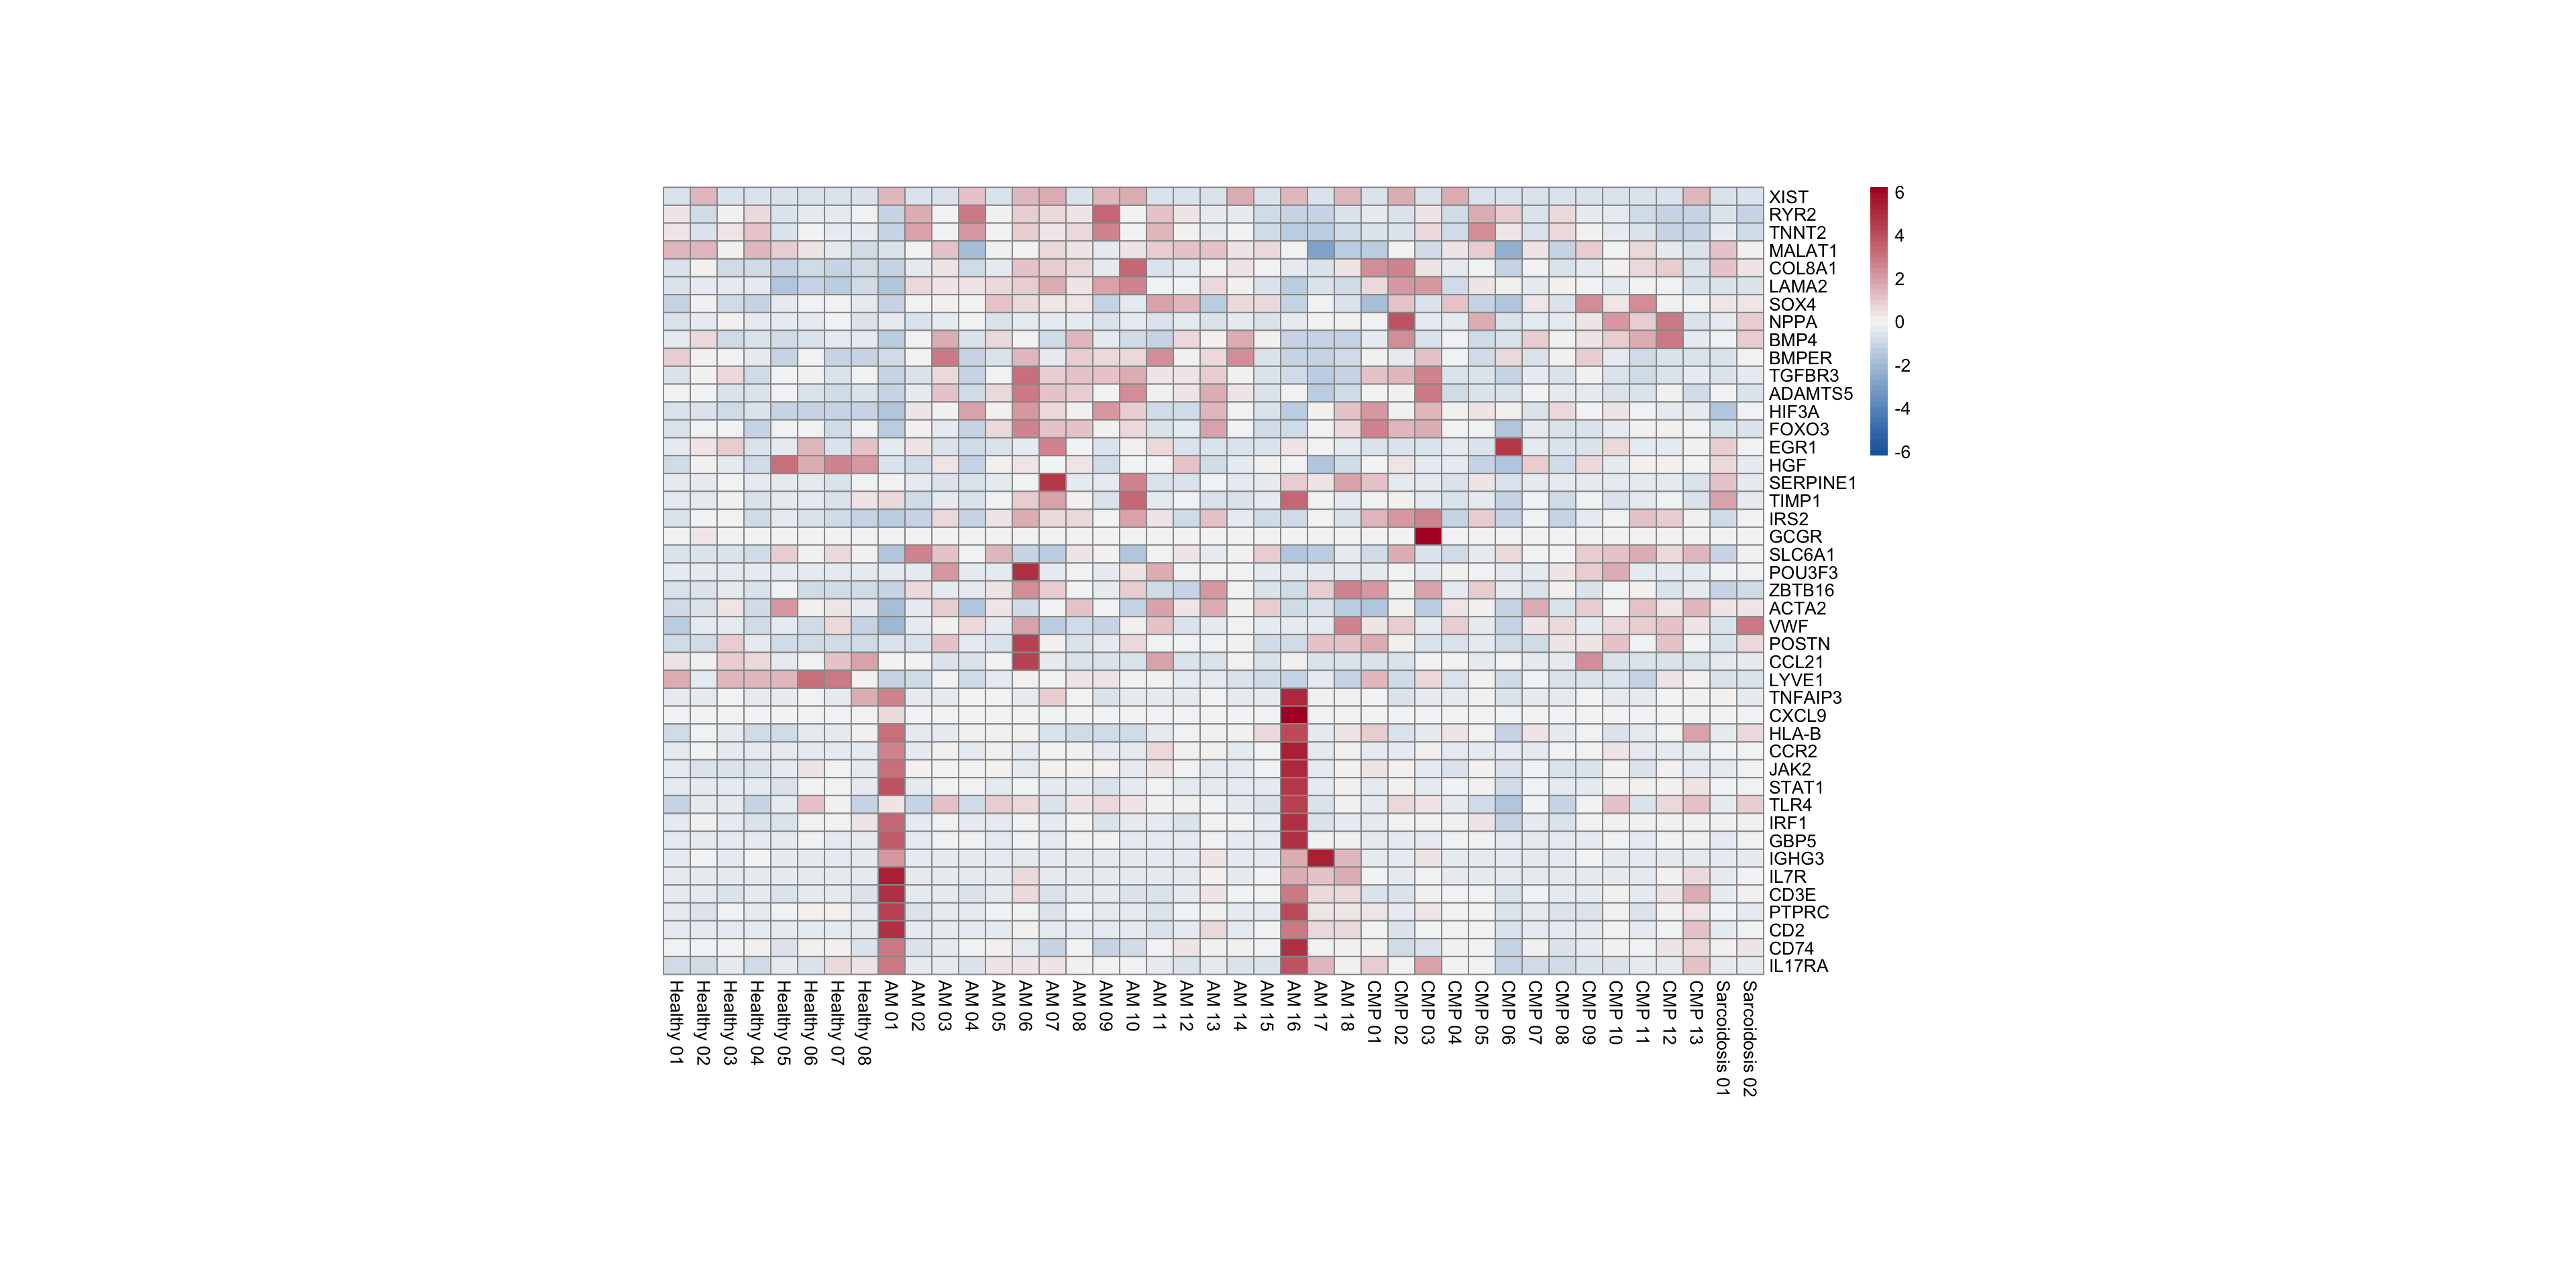 XIST
RYR2
TNNT2
MALAT1
COL8A1
LAMA2
SOX4
NPPA
BMP4
BMPER
TGFBR3
ADAMTS5
HIF3A
FOXO3
EGR1
HGF
SERPINE1
TIMP1
IRS2
GCGR
SLC6A1
POU3F3
ZBTB16
ACTA2
VWF
POSTN
CCL21
LYVE1
TNFAIP3
CXCL9
HLA-B
CCR2
JAK2
STAT1
TLR4
IRF1
GBP5
IGHG3
IL7R
CD3E
PTPRC
CD2
CD74
IL17RA
6
4
2
0
-2
-4
-6
Healthy 01
Healthy 02
Healthy 03
Healthy 04
Healthy 05
Healthy 06
Healthy 07
Healthy 08
AM 01
AM 02
AM 03
AM 04
AM 05
AM 06
AM 07
AM 08
AM 09
AM 10
AM 11
AM 12
AM 13
AM 14
AM 15
AM 16
AM 17
AM 18
CMP 01
CMP 02
CMP 03
CMP 04
CMP 05
CMP 06
CMP 07
CMP 08
CMP 09
CMP 10
CMP 11
CMP 12
CMP 13
Sarcoidosis 01
Sarcoidosis 02